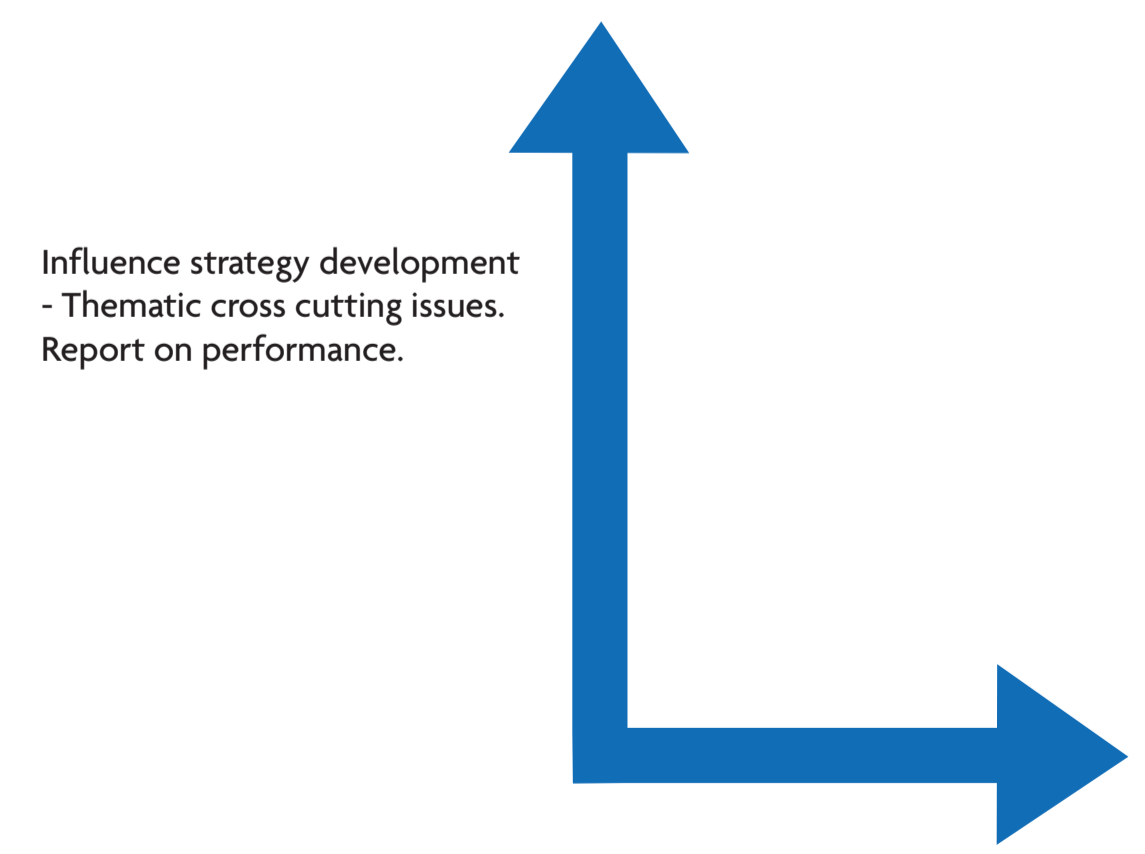 Influence strategy development
- Thematic cross cutting issues.
Report on performance.